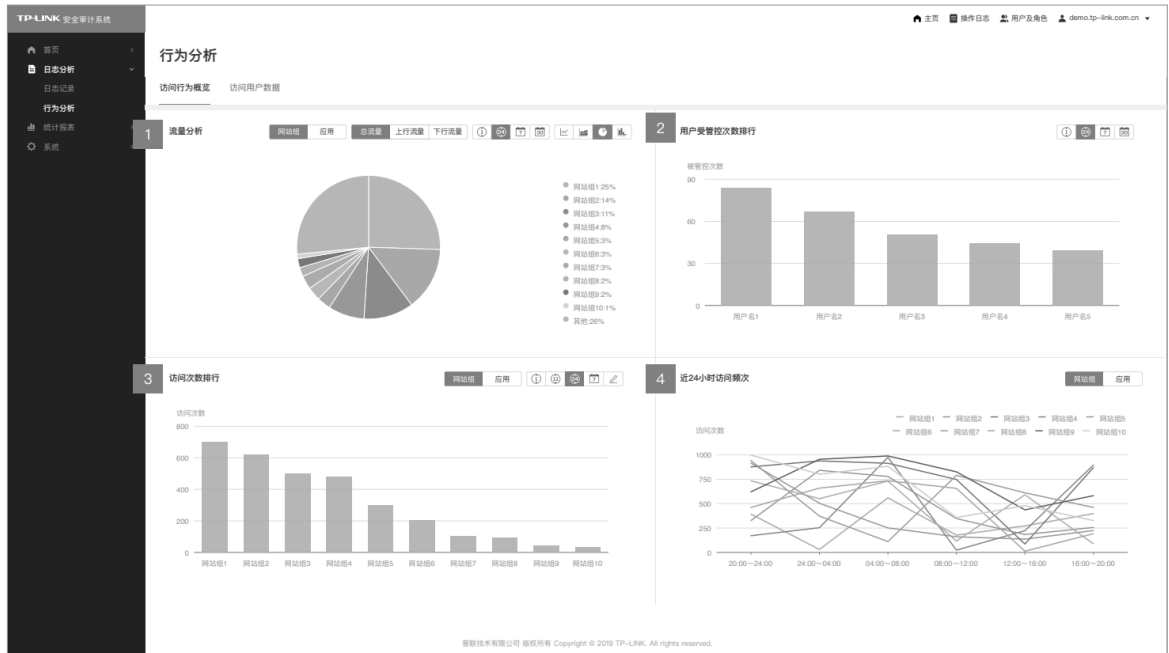 TP-LINK 安全审计系统
主页 操作日志 用户及角色 demo.tp-link.com.cn
首页
日志分析
日志记录
行为分析
统计报表
系统
行为分析
访问行为概览 访问用户数据
1 流量分析 网站组 应用 总流量 上行流量 下行流量 1 24 7 30
网站组1:25%
网站组2:14%
网站组3:11%
网站组4:8%
网站组5:3%
网站组6:3%
网站组7:3%
网站组8:2%
网站组9:2%
网站组10:1%
其他:26%
2 用户受管控次数排行 1 24 7 30
被管控次数
90
60
30
0
用户名1 用户名2 用户名3 用户名4 用户名5
3 访问次数排行 网站组 应用 1 12 24 7
访问次数
800
600
400
200
0
网站组1 网站组2 网站组3 网站组4 网站组5 网站组6 网站组7 网站组8 网站组9 网站组10
4 近24小时访问频次 网站组 应用
网站组1 网站组2 网站组3 网站组4 网站组5
网站组6 网站组7 网站组8 网站组9 网站组10
访问次数
1000
750
500
250
0
20:00~24:00 24:00~04:00 04:00~08:00 08:00~12:00 12:00~16:00 16:00~20:00
普联技术有限公司 版权所有 Copyright © 2019 TP-LINK. All rights reserved.